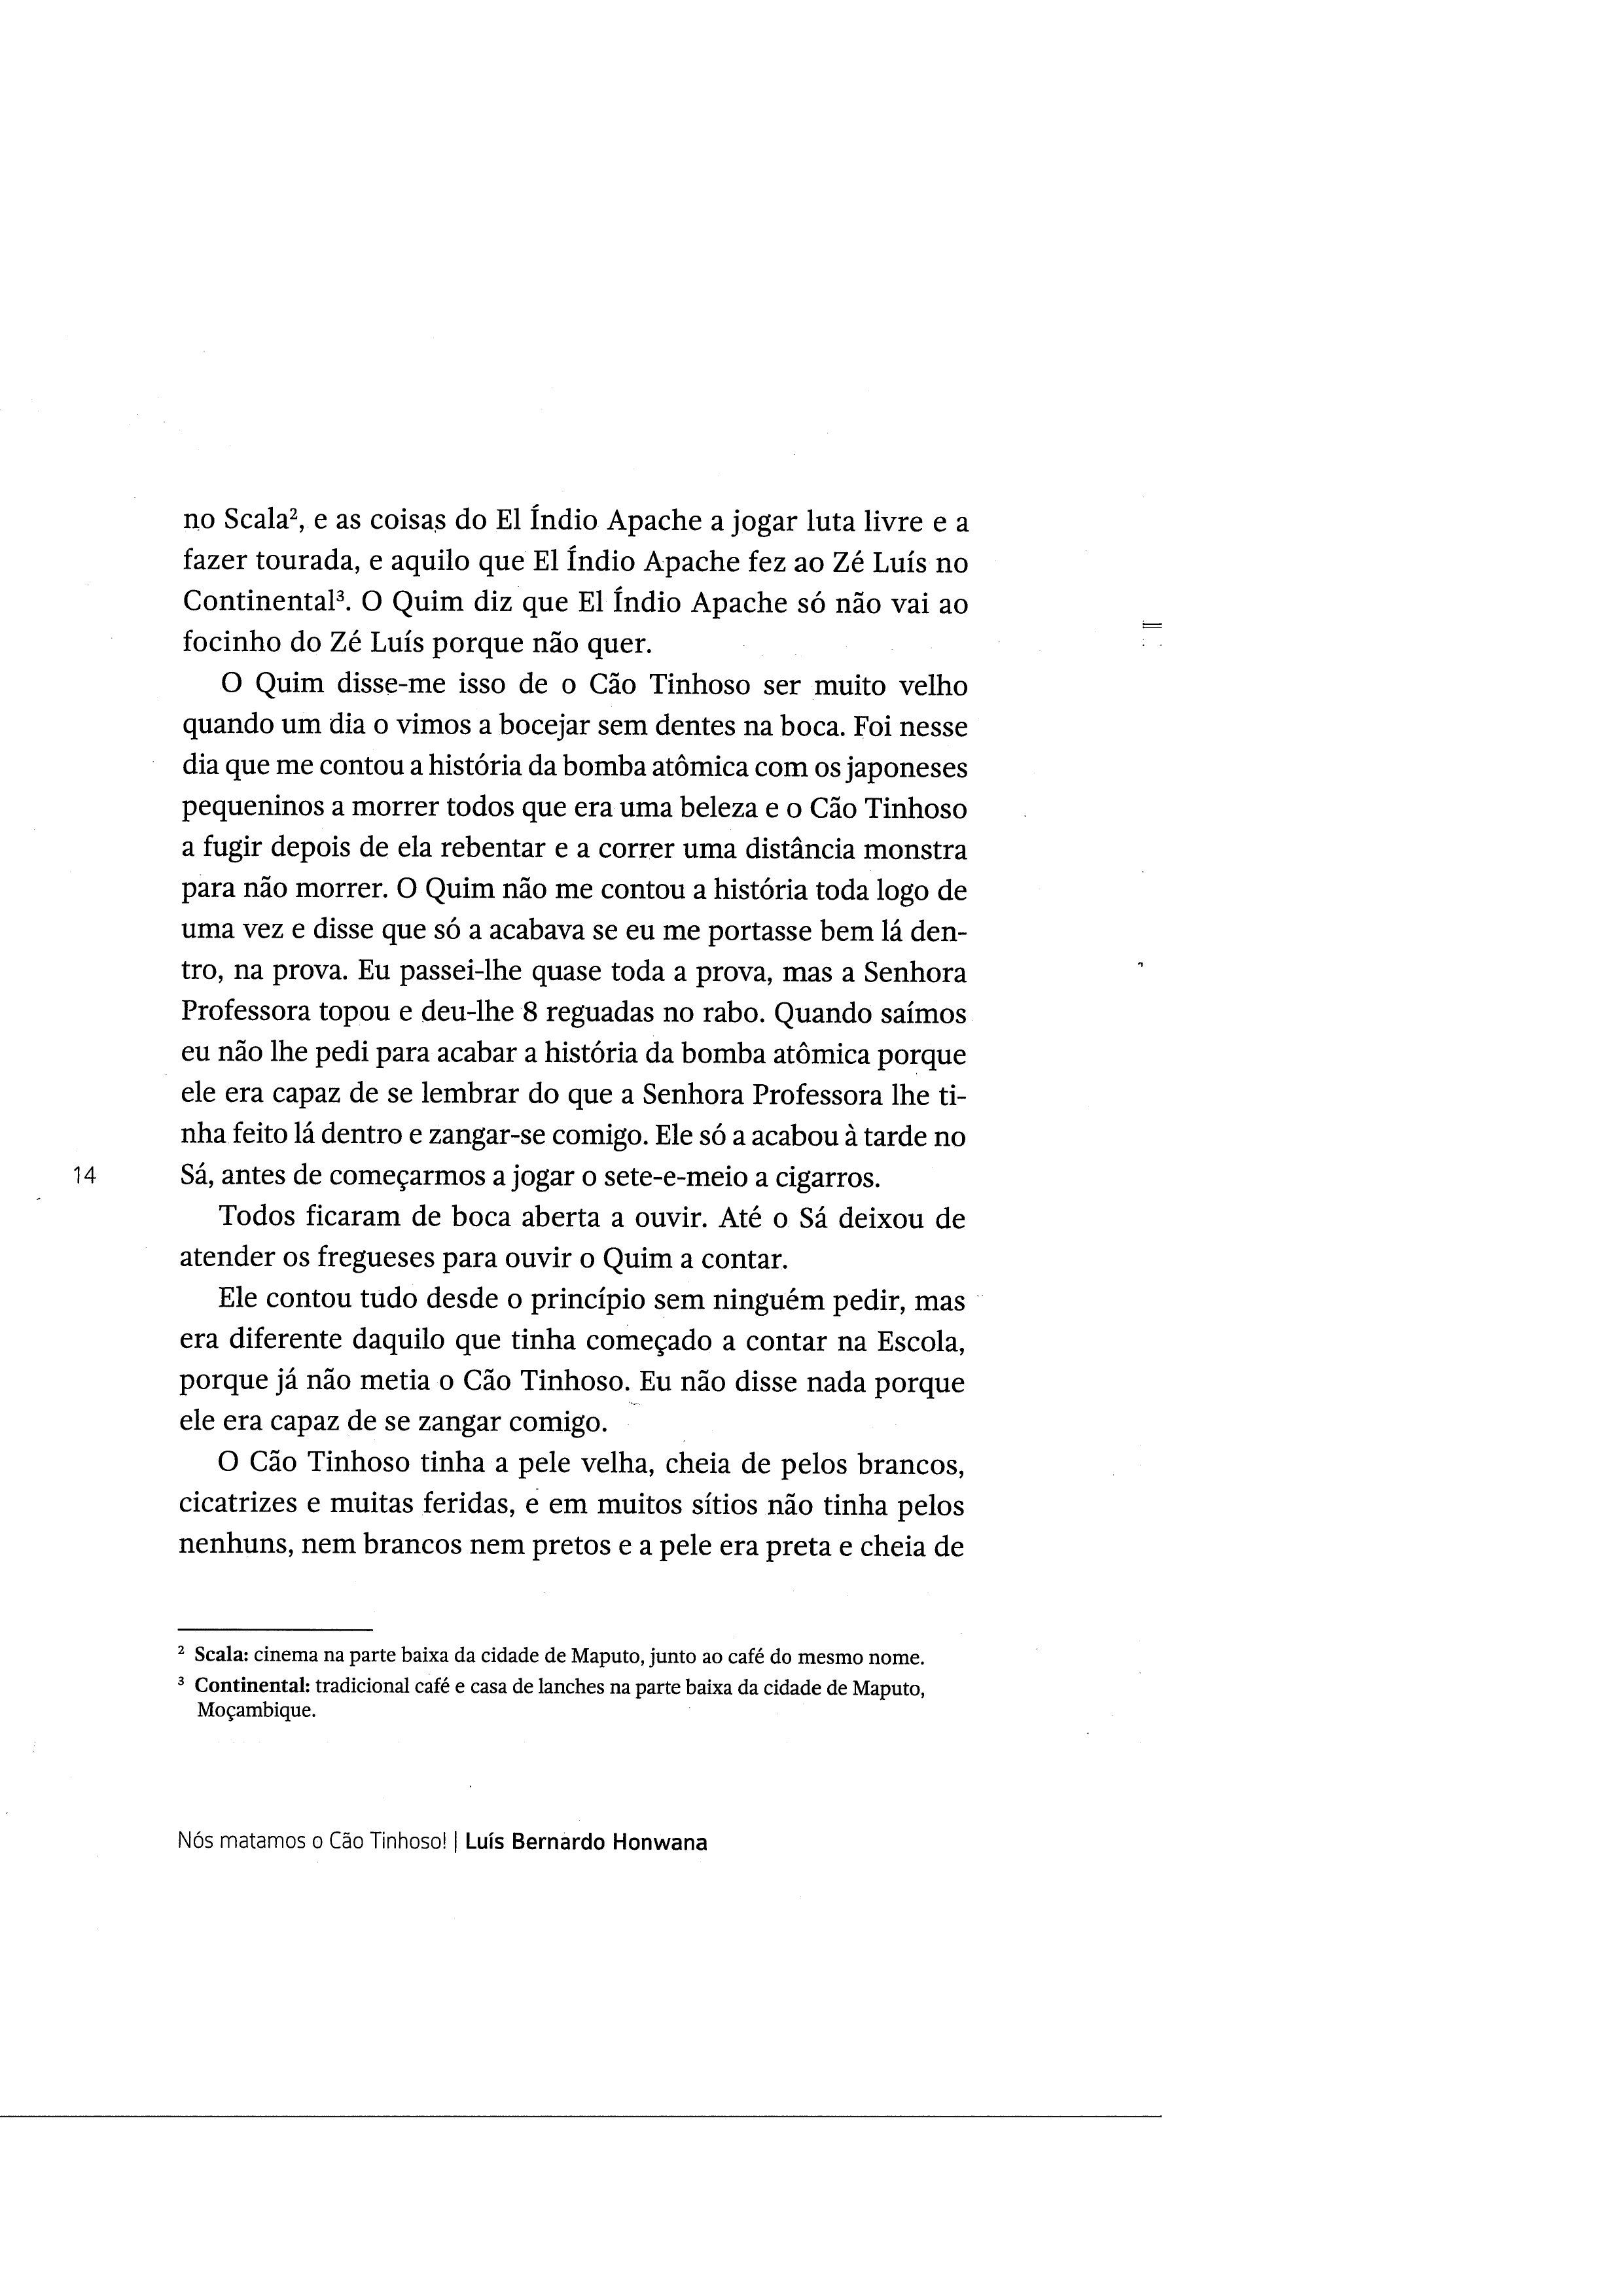 no Scala², e as coisas do El Índio Apache a jogar luta livre e a
fazer tourada, e aquilo que El Índio Apache fez ao Zé Luís no
Continental³. O Quim diz que El Índio Apache só não vai ao
focinho do Zé Luís porque não quer.
O Quim disse-me isso de o Cão Tinhoso ser muito velho
quando um dia o vimos a bocejar sem dentes na boca. Foi nesse
dia que me contou a história da bomba atômica com os japoneses
pequeninos a morrer todos que era uma beleza e o Cão Tinhoso
a fugir depois de ela rebentar e a correr uma distância monstra
para não morrer. O Quim não me contou a história toda logo de
uma vez e disse que só a acabava se eu me portasse bem lá den-
tro, na prova. Eu passei-lhe quase toda a prova, mas a Senhora
Professora topou e deu-lhe 8 reguadas no rabo. Quando saímos
eu não lhe pedi para acabar a história da bomba atômica porque
ele era capaz de se lembrar do que a Senhora Professora lhe ti-
nha feito lá dentro e zangar-se comigo. Ele só a acabou à tarde no
Sá, antes de começarmos a jogar o sete-e-meio a cigarros.
14
Todos ficaram de boca aberta a ouvir. Até o Sá deixou de
atender os fregueses para ouvir o Quim a contar.
Ele contou tudo desde o princípio sem ninguém pedir, mas
era diferente daquilo que tinha começado a contar na Escola,
porque já não metia o Cão Tinhoso. Eu não disse nada porque
ele era capaz de se zangar comigo.
O Cão Tinhoso tinha a pele velha, cheia de pelos brancos,
cicatrizes e muitas feridas, e em muitos sítios não tinha pelos
nenhuns, nem brancos nem pretos e a pele era preta e cheia de
² Scala: cinema na parte baixa da cidade de Maputo, junto ao café do mesmo nome.
³ Continental: tradicional café e casa de lanches na parte baixa da cidade de Maputo,
Moçambique.
Nós matamos o Cão Tinhoso! | Luís Bernardo Honwana